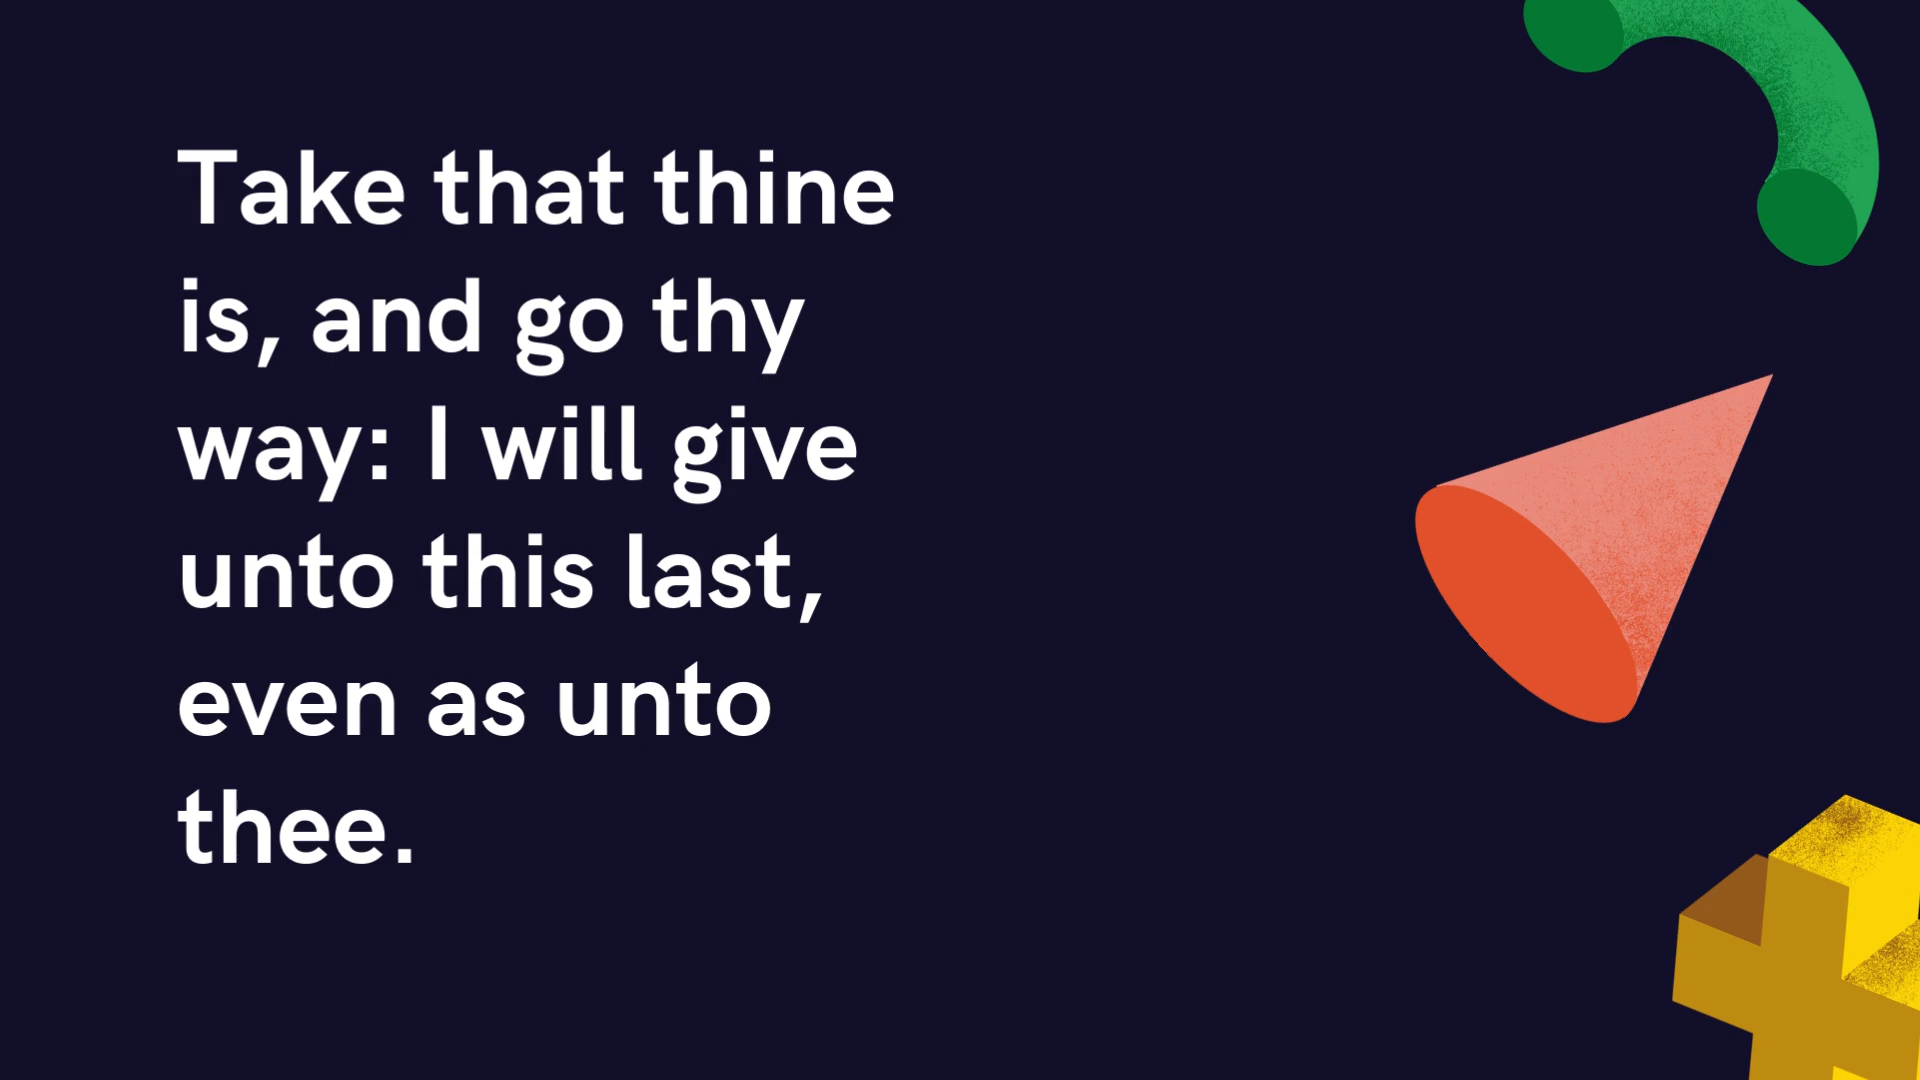 Take that thine
is, and go thy
way: I will give
unto this last,
even as unto
thee.